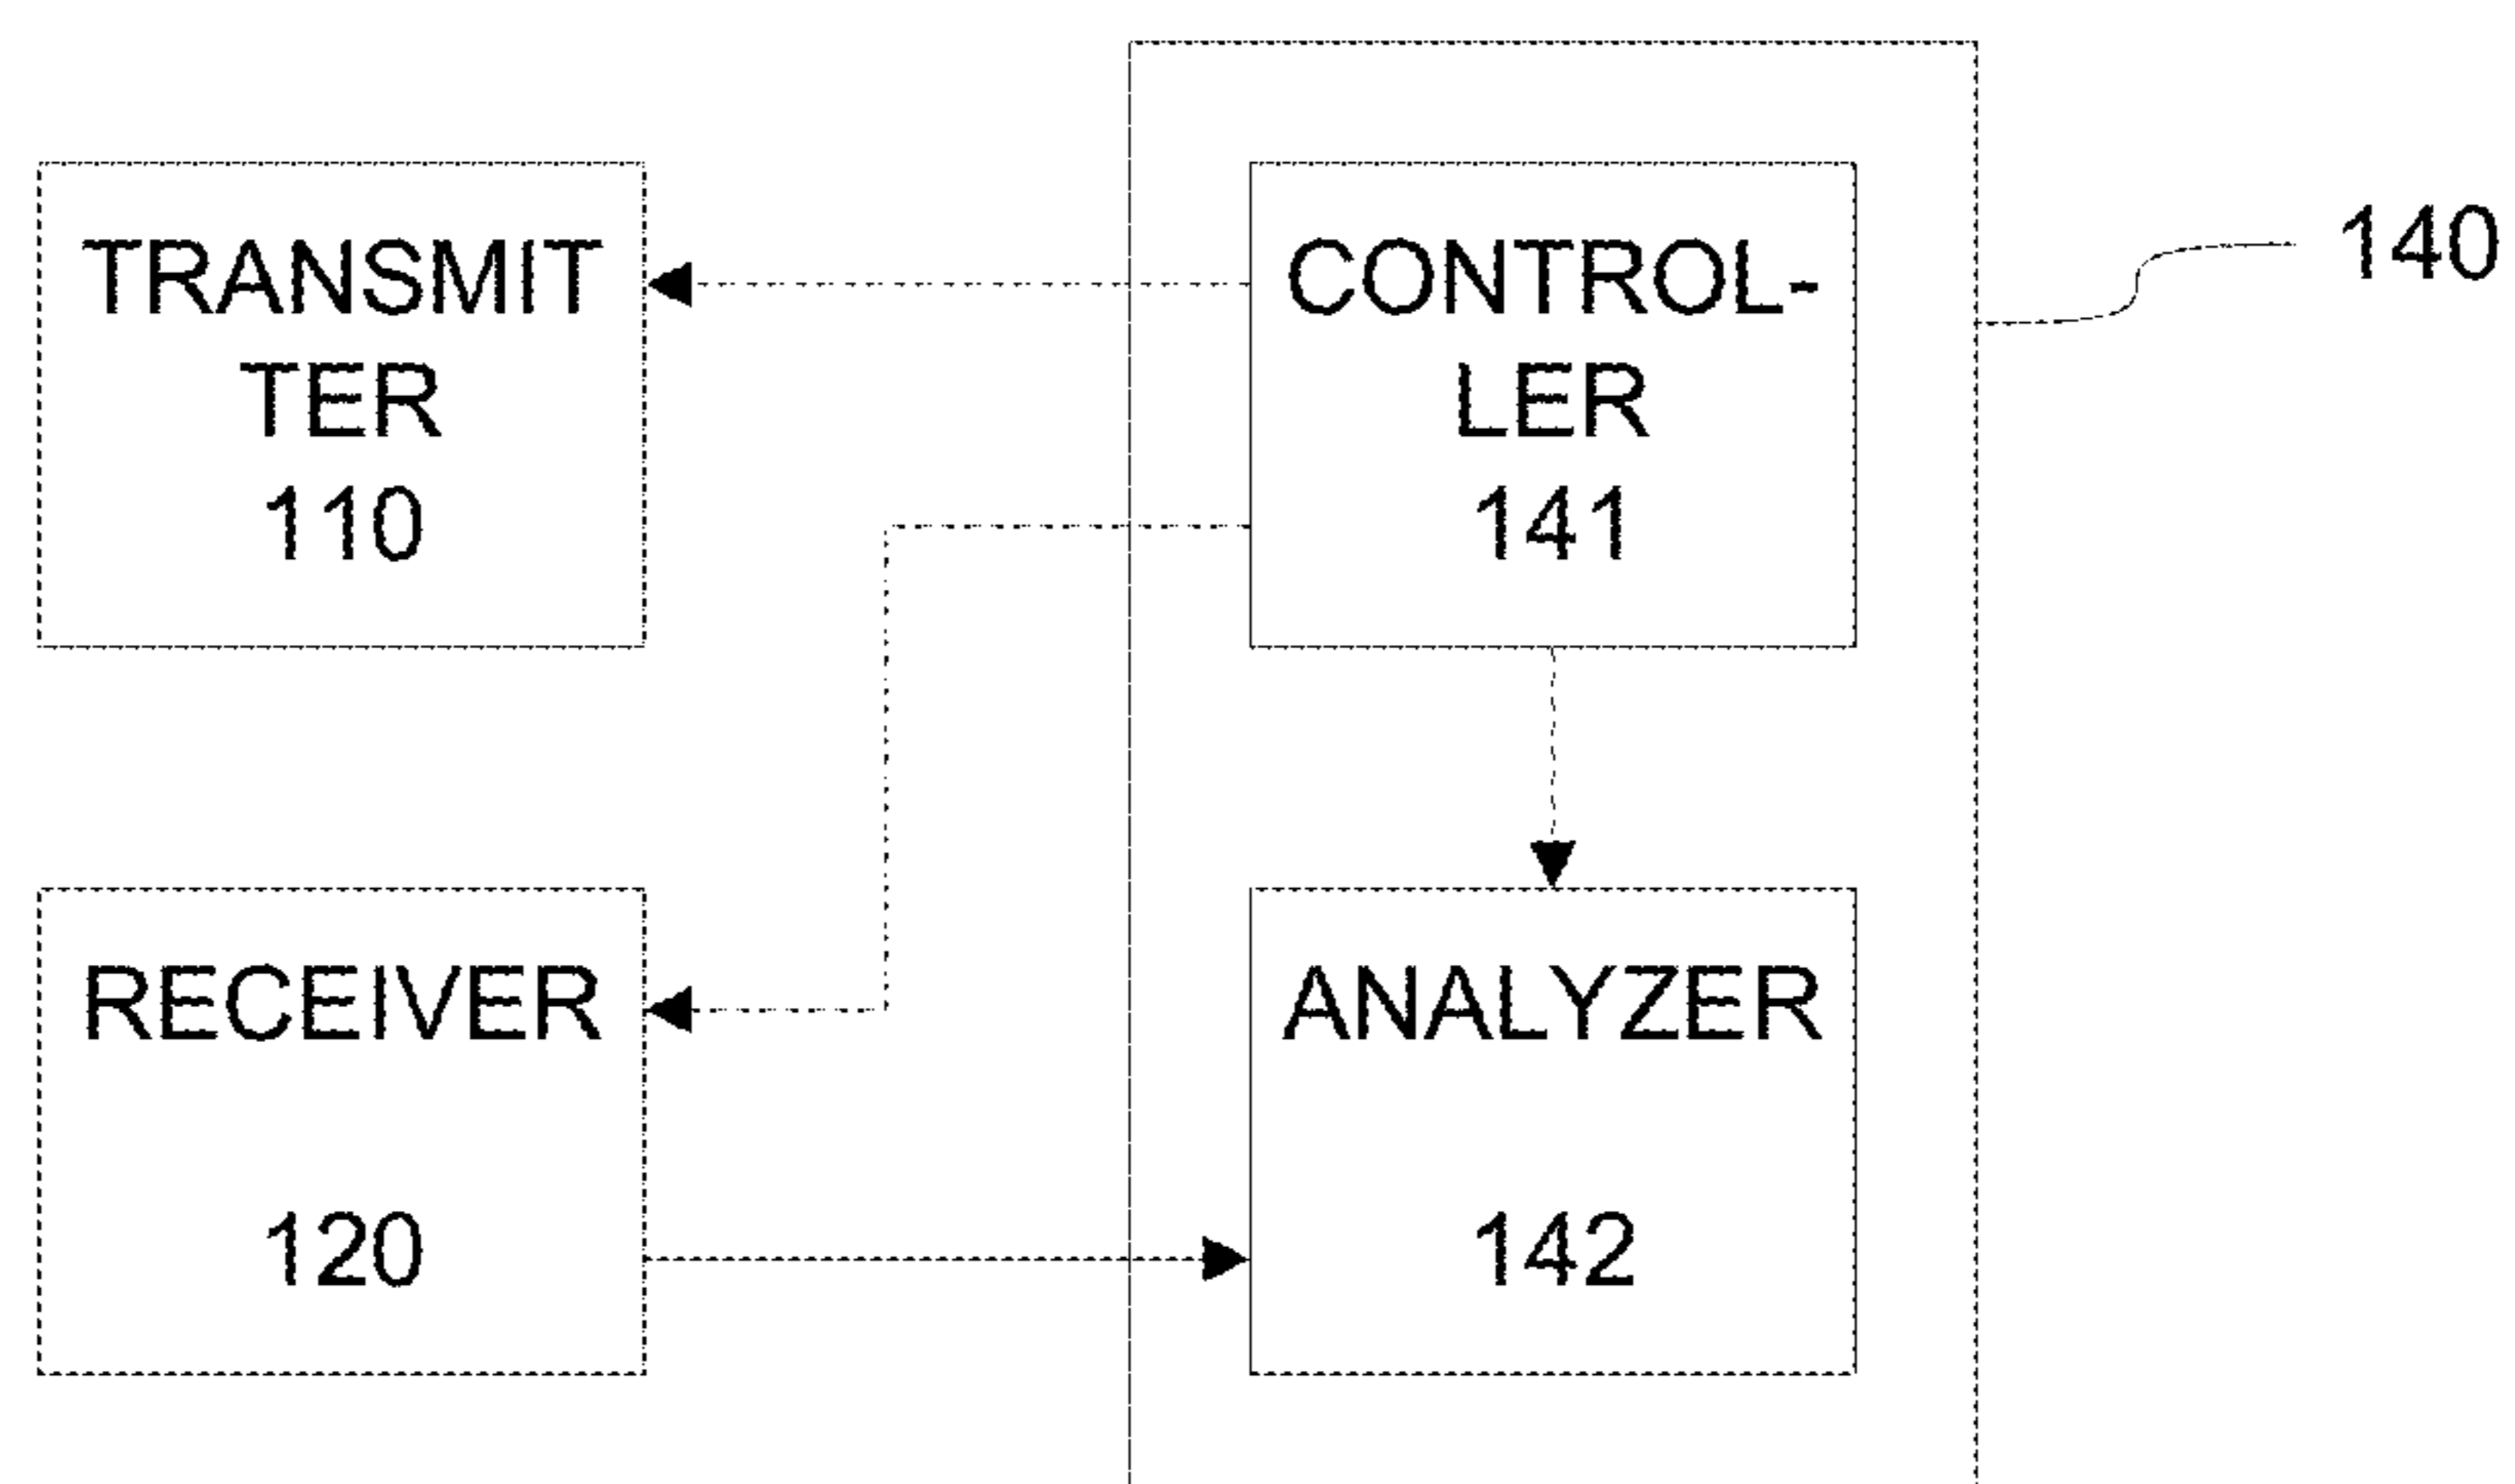 TRANSMIT
TER
110
CONTROL-
LER
141
140
RECEIVER
120
ANALYZER
142